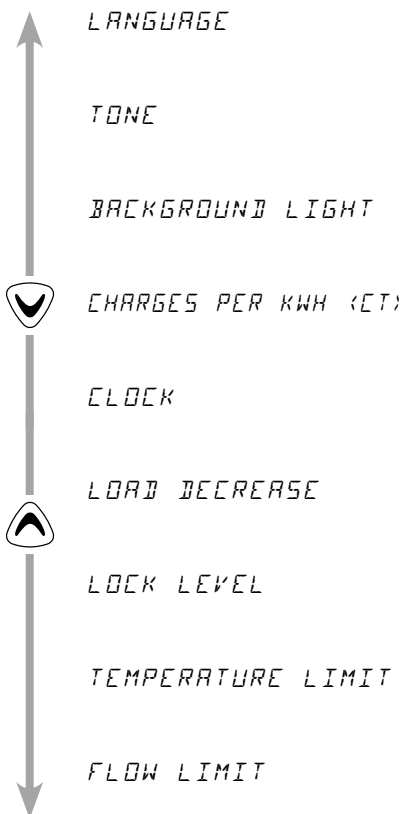 LANGUAGE
TONE
BACKGROUND LIGHT
CHARGES PER KWH (CT)
CLOCK
LOAD DECREASE
LOCK LEVEL
TEMPERATURE LIMIT
FLOW LIMIT